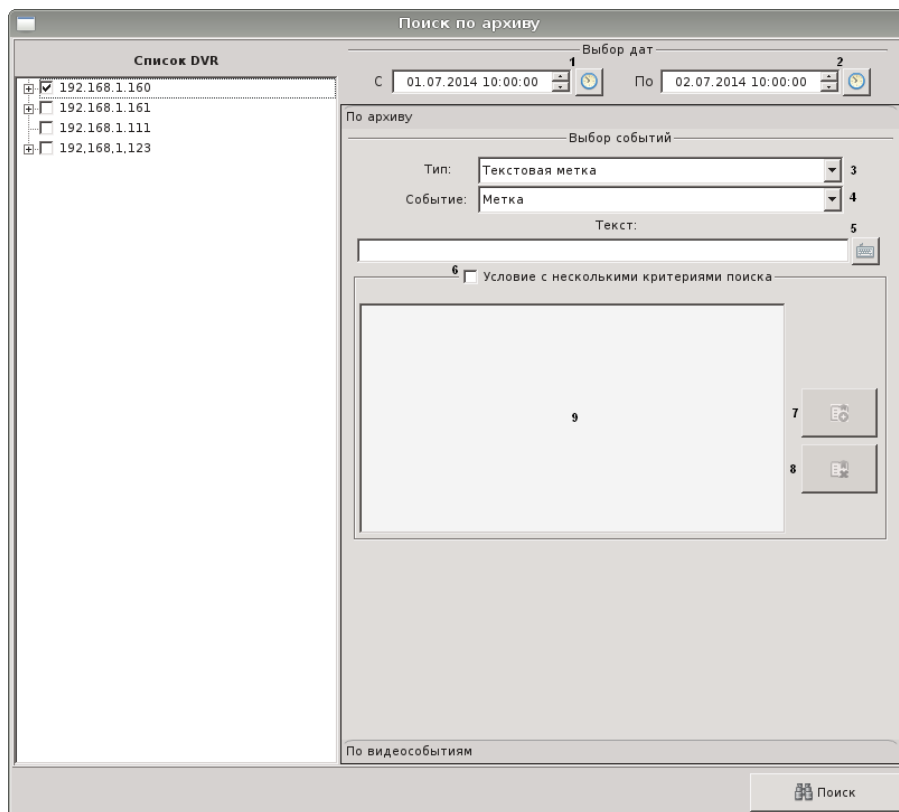 Поиск по архиву
Список DVR
192.168.1.160
192.168.1.161
192.168.1.111
192,168,1,123
Выбор дат
1
2
С 01.07.2014 10:00:00
По 02.07.2014 10:00:00
По архиву
Выбор событий
Тип: Текстовая метка 3
Событие: Метка 4
Текст:
5
6 Условие с несколькими критериями поиска
7
9
8
По видеособытиям
Поиск